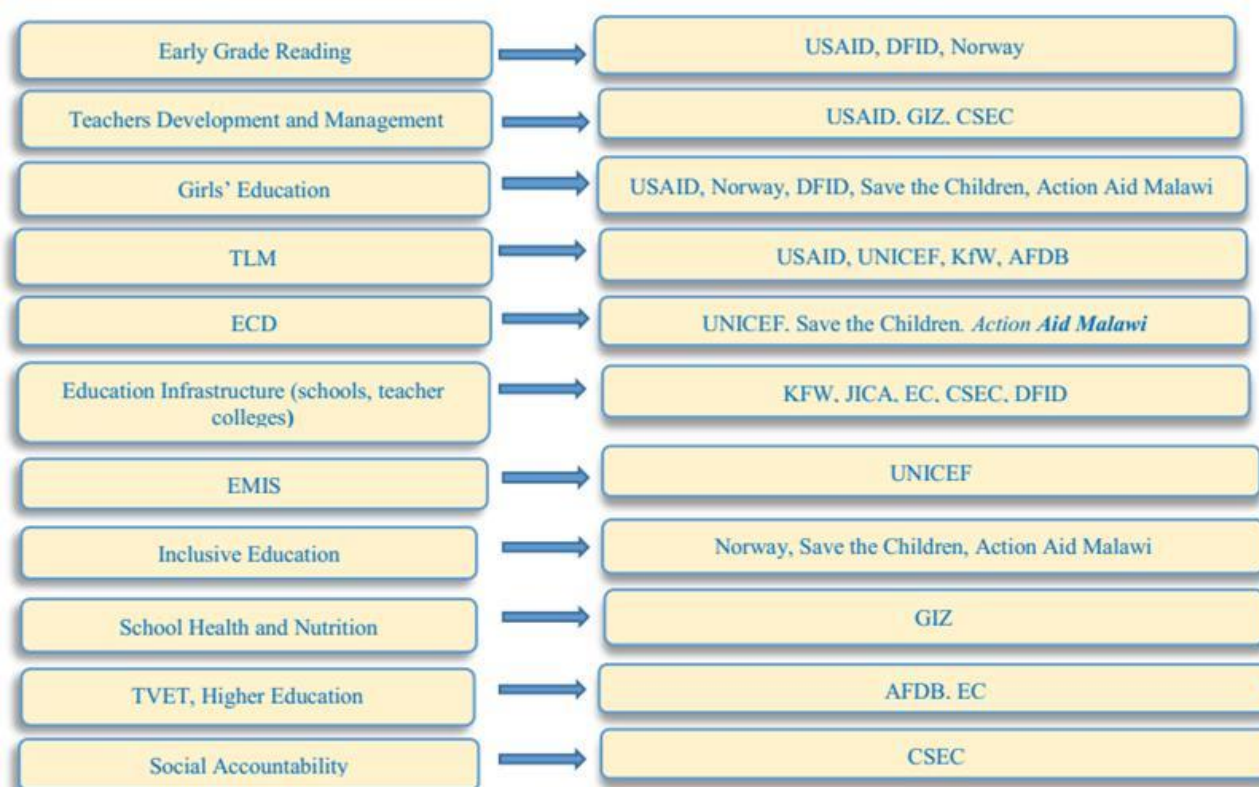 Early Grade Reading
USAID, DFID, Norway
Teachers Development and Management
USAID. GIZ. CSEC
Girls' Education
USAID, Norway, DFID, Save the Children, Action Aid Malawi
TLM
USAID, UNICEF, KfW, AFDB
ECD
UNICEF. Save the Children. Action Aid Malawi
Education Infrastructure (schools, teacher
colleges)
KFW. JICA, EC, CSEC, DFID
EMIS
UNICEF
Inclusive Education
Norway, Save the Children, Action Aid Malawi
School Health and Nutrition
GIZ
TVET, Higher Education
AFDB. EC
Social Accountability
CSEC